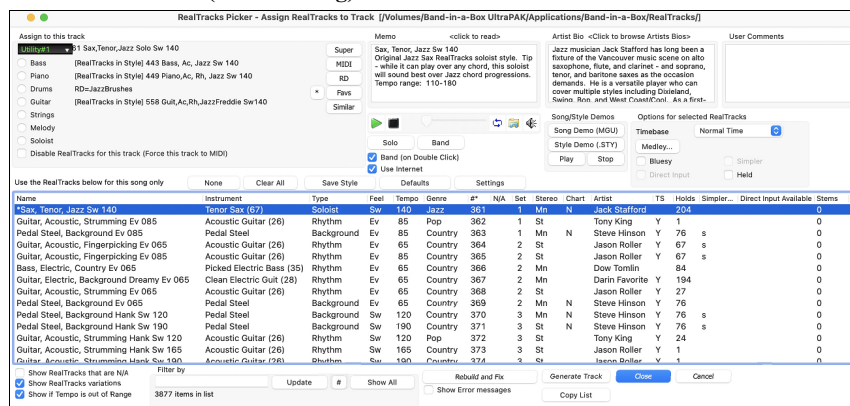 RealTracks Picker - Assign RealTracks to Track [/Volumes/Band-in-a-Box UltraPAK/Applications/Band-in-a-Box/RealTracks/]
Assign to this track
Utility#1 61 Sax,Tenor,Jazz Solo Sw 140
Bass [RealTracks in Style] 443 Bass, Ac, Jazz Sw 140
Piano [RealTracks in Style] 449 Piano,Ac, Rh, Jazz Sw 140
Drums RD=JazzBrushes
Guitar [RealTracks in Style] 558 Guit,Ac,Rh,JazzFreddie Sw140
Strings
Melody
Soloist
Disable RealTracks for this track (Force this track to MIDI)
Super
MIDI
RD
* Favs
Similar
Memo <click to read>
Sax, Tenor, Jazz Sw 140
Original Jazz Sax RealTracks soloist style. Tip
- while it can play over any chord, this soloist
will sound best over Jazz chord progressions.
Tempo range: 110-180
Solo Band
Band (on Double Click)
Use Internet
Artist Bio <Click to browse Artists Bios>
Jazz musician Jack Stafford has long been a
fixture of the Vancouver music scene on alto
saxophone, flute, and clarinet - and soprano,
tenor, and baritone saxes as the occasion
demands. He is a versatile player who can
cover multiple styles including Dixieland,
Swing, Bop, and West Coast/Cool. As a first-
User Comments
Song/Style Demos
Song Demo (MGU)
Style Demo (.STY)
Play Stop
Options for selected RealTracks
Timebase Normal Time
Medley...
Bluesy Simpler
Direct Input Held
Use the RealTracks below for this song only None Clear All Save Style Defaults Settings
Name Instrument Type Feel Tempo Genre #* N/A Set Stereo Chart Artist TS Holds Simpler... Direct Input Available Stems
*Sax, Tenor, Jazz Sw 140 Tenor Sax (67) Soloist Sw 140 Jazz 361 1 Mn N Jack Stafford 204 0
Guitar, Acoustic, Strumming Ev 085 Acoustic Guitar (26) Rhythm Ev 85 Pop 362 1 St Tony King Y 1 0
Pedal Steel, Background Ev 085 Pedal Steel Background Ev 85 Country 363 1 Mn N Steve Hinson Y 76 s 0
Guitar, Acoustic, Fingerpicking Ev 065 Acoustic Guitar (26) Rhythm Ev 65 Country 364 2 St Jason Roller Y 67 s 0
Guitar, Acoustic, Fingerpicking Ev 085 Acoustic Guitar (26) Rhythm Ev 85 Country 365 2 St Jason Roller Y 67 s 0
Bass, Electric, Country Ev 065 Picked Electric Bass (35) Rhythm Ev 65 Country 366 2 Mn Dow Tomlin 84 0
Guitar, Electric, Background Dreamy Ev 065 Clean Electric Guit (28) Rhythm Ev 65 Country 367 2 Mn Darin Favorite Y 194 0
Guitar, Acoustic, Strumming Ev 065 Acoustic Guitar (26) Rhythm Ev 65 Country 368 2 St Jason Roller Y 27 0
Pedal Steel, Background Ev 065 Pedal Steel Background Ev 65 Country 369 2 Mn N Steve Hinson Y 76 0
Pedal Steel, Background Hank Sw 120 Pedal Steel Background Sw 120 Country 370 3 Mn N Steve Hinson Y 76 s 0
Pedal Steel, Background Hank Sw 190 Pedal Steel Background Sw 190 Country 371 3 St N Steve Hinson Y 76 s 0
Guitar, Acoustic, Strumming Hank Sw 120 Acoustic Guitar (26) Rhythm Sw 120 Pop 372 3 St Tony King Y 24 0
Guitar, Acoustic, Strumming Hank Sw 165 Acoustic Guitar (26) Rhythm Sw 165 Country 373 3 St Jason Roller Y 1 0
Guitar, Acoustic, Strumming Hank Sw 190 Acoustic Guitar (26) Rhythm Sw 190 Country 374 3 St Jason Roller Y 1 0
Show RealTracks that are N/A
Show RealTracks variations
Show if Tempo is out of Range
Filter by
Update # Show All
3877 items in list
Rebuild and Fix
Show Error messages
Generate Track Close Cancel
Copy List